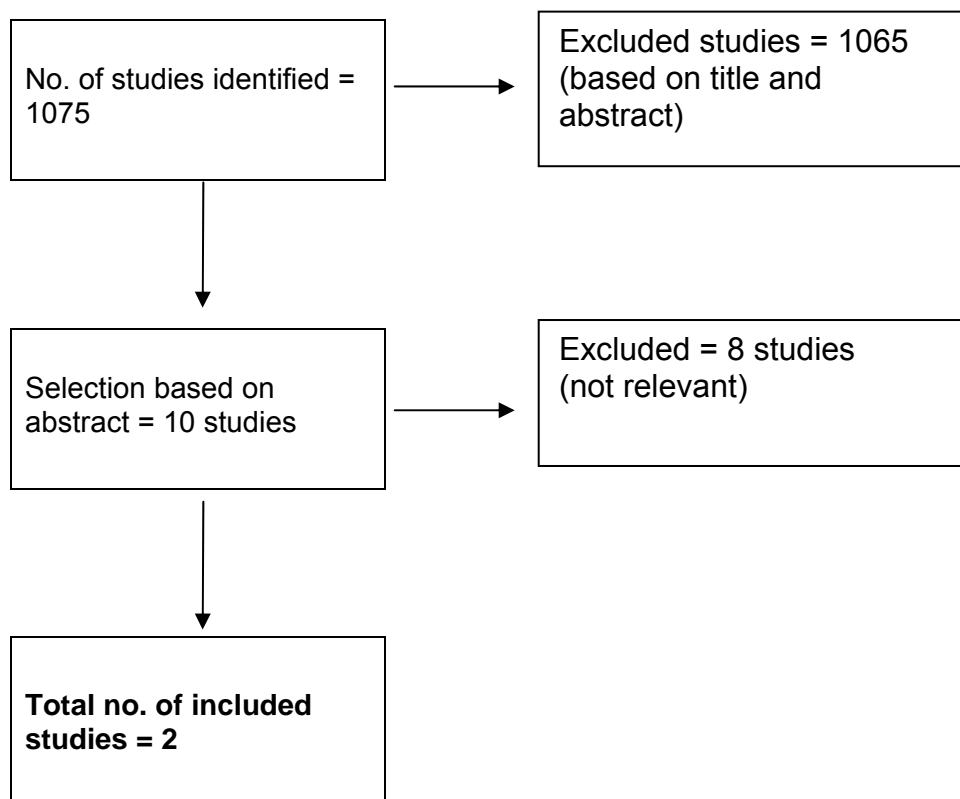 No. of studies identified =
1075
Excluded studies = 1065
(based on title and
abstract)
Selection based on
abstract = 10 studies
Excluded = 8 studies
(not relevant)
Total no. of included
studies = 2